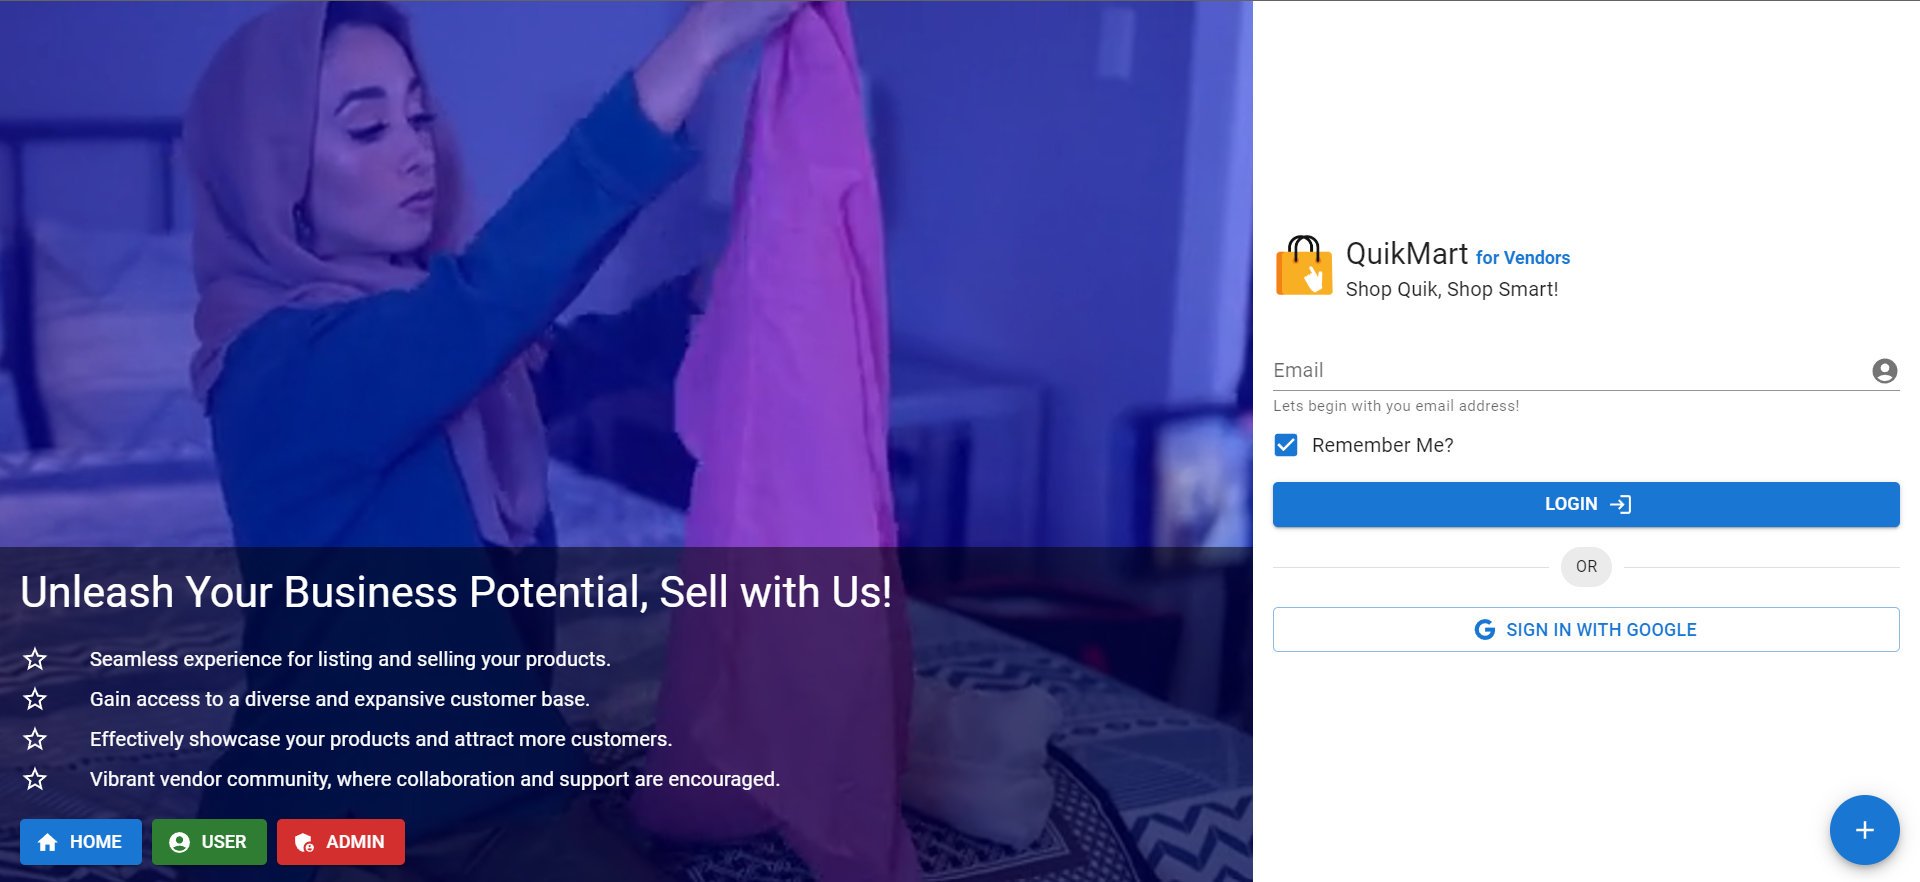 Unleash Your Business Potential, Sell with Us!
Seamless experience for listing and selling your products.
Gain access to a diverse and expansive customer base.
Effectively showcase your products and attract more customers.
Vibrant vendor community, where collaboration and support are encouraged.
HOME USER ADMIN
QuikMart for Vendors
Shop Quik, Shop Smart!
Email
Lets begin with you email address!
Remember Me?
LOGIN
OR
SIGN IN WITH GOOGLE